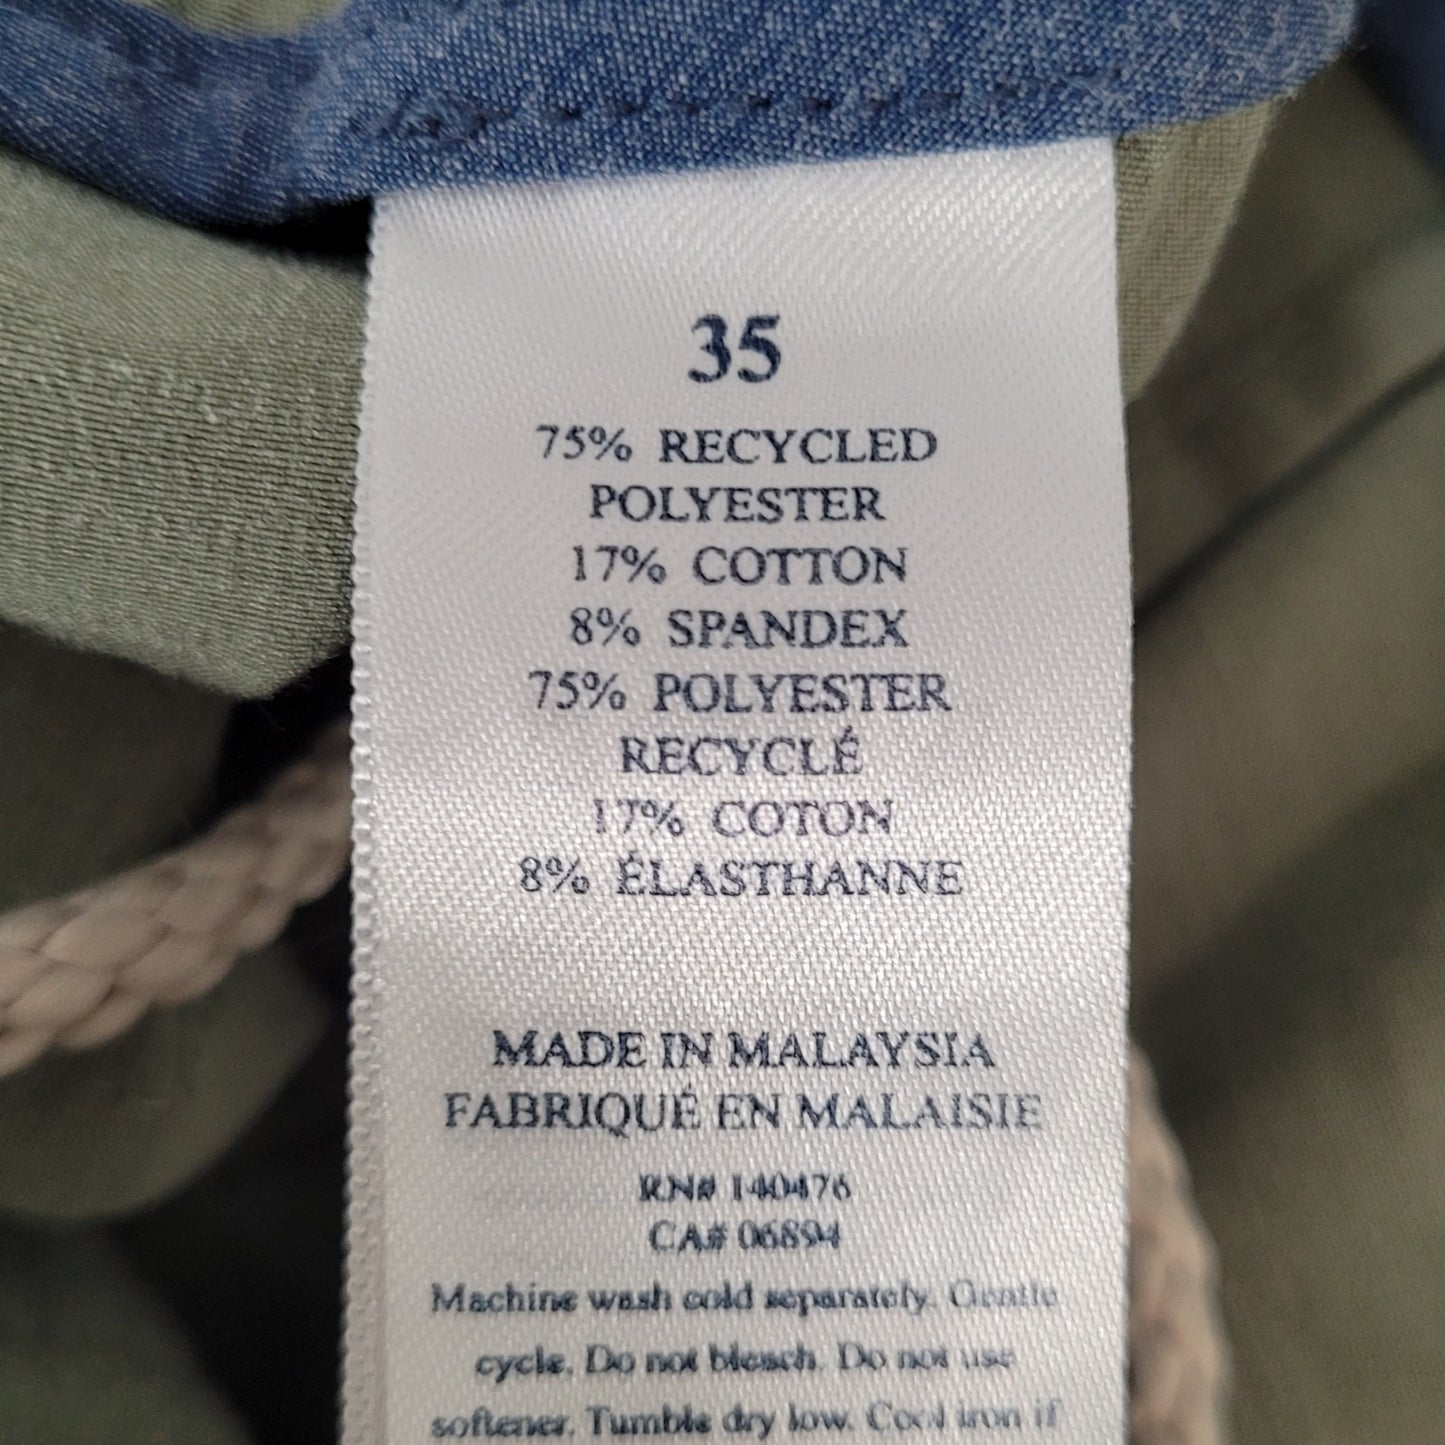 35
75% RECYCLED
POLYESTER
17% COTTON
8% SPANDEX
75% POLYESTER
RECYCLÉ
17% COTON
8% ÉLASTHANNE
MADE IN MALAYSIA
FABRIQUÉ EN MALAISIE
RN# 140476
CA# 06894
Machine wash cold separately. Gentle
cycle. Do not bleach. Do not use
softener. Tumble dry low. Cool iron if